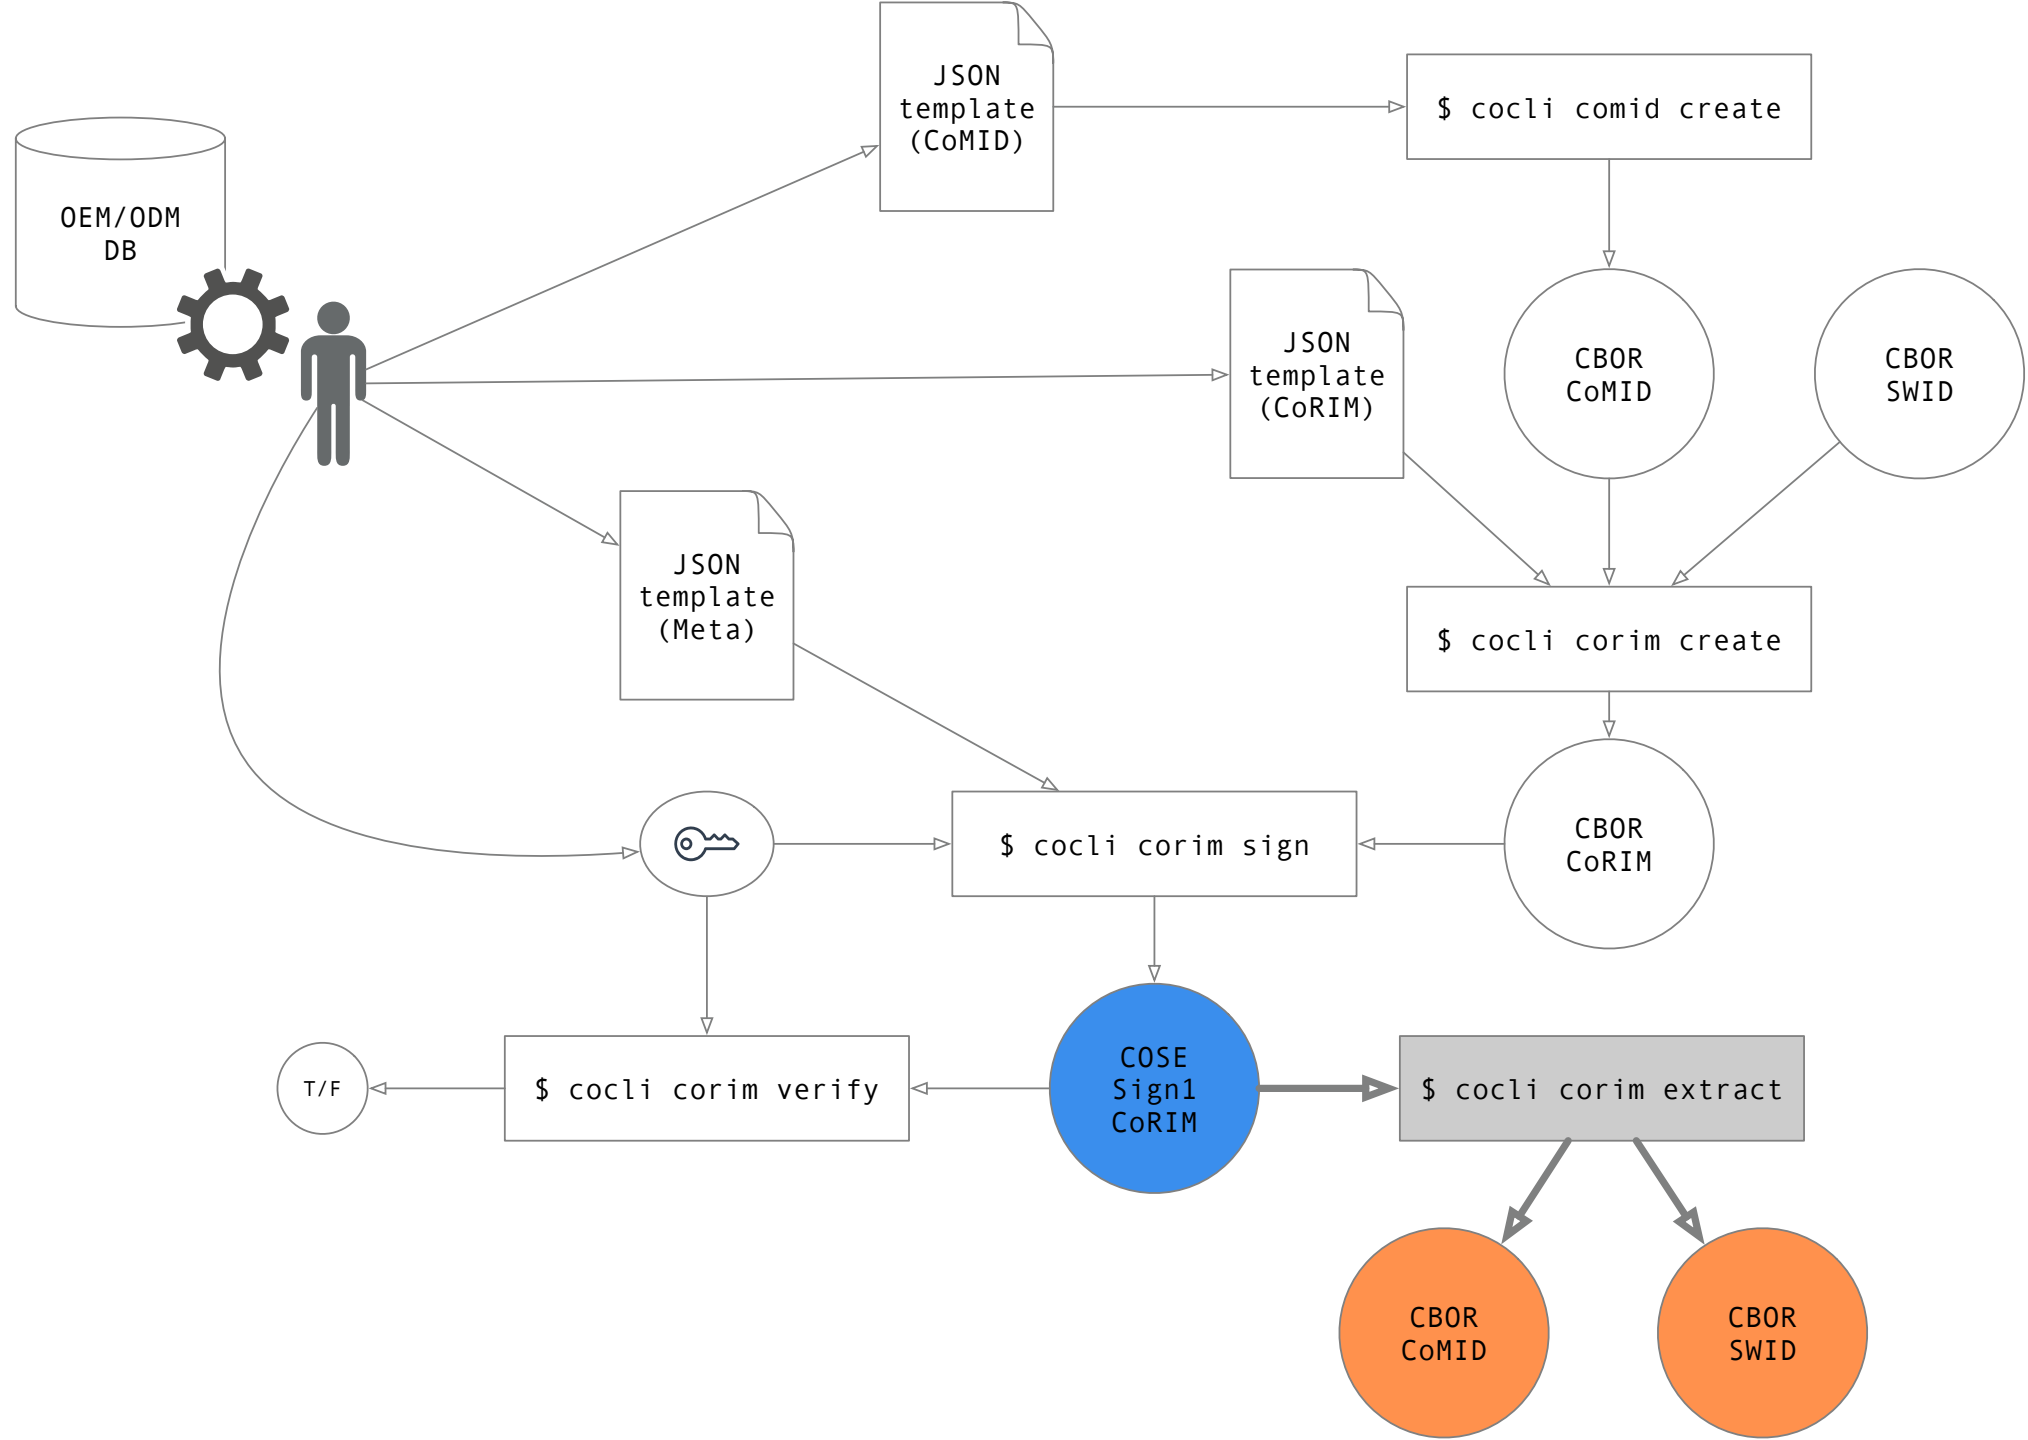 JSON
template
(CoMID)
$ cocli comid create
OEM/ODM
DB
JSON
template
(CoRIM)
CBOR
CoMID
CBOR
SWID
JSON
template
(Meta)
$ cocli corim create
$ cocli corim sign
CBOR
CoRIM
T/F
$ cocli corim verify
COSE
Sign1
CoRIM
$ cocli corim extract
CBOR
CoMID
CBOR
SWID